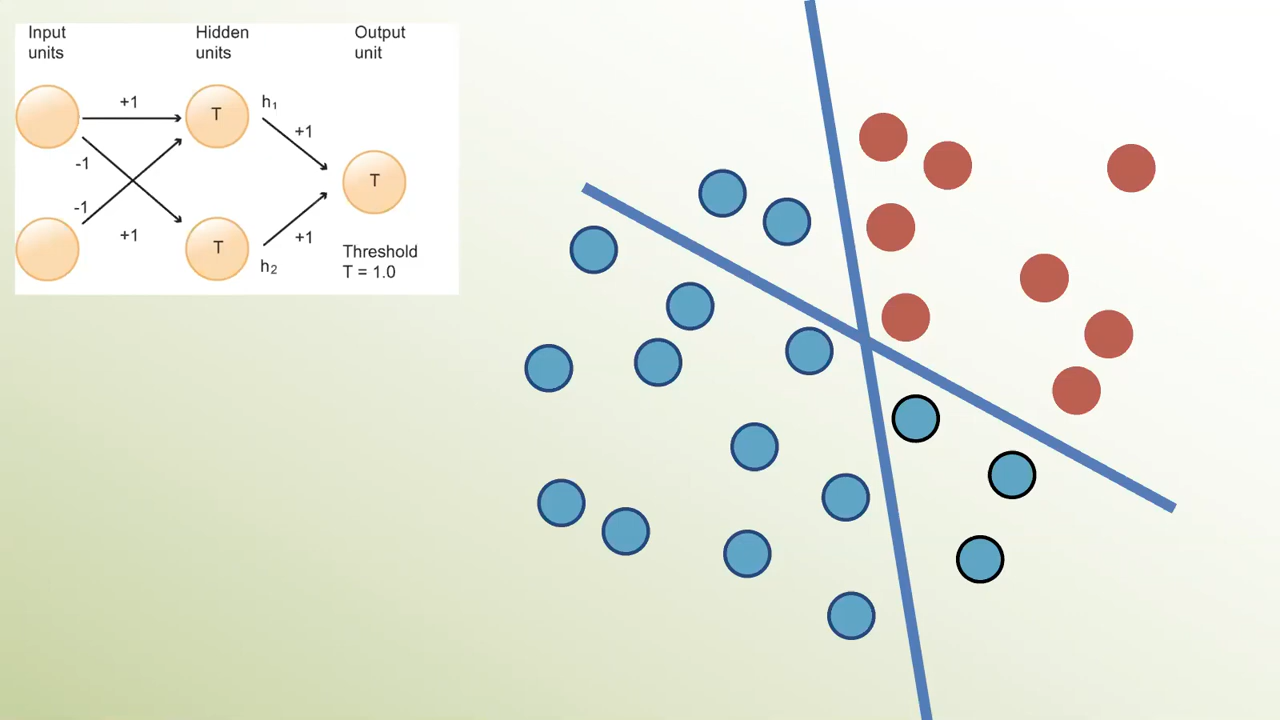 Input
units
Hidden
units
Output
unit
+1
T
h₁
+1
-1
T
-1
+1
T
+1
h₂
Threshold
T = 1.0